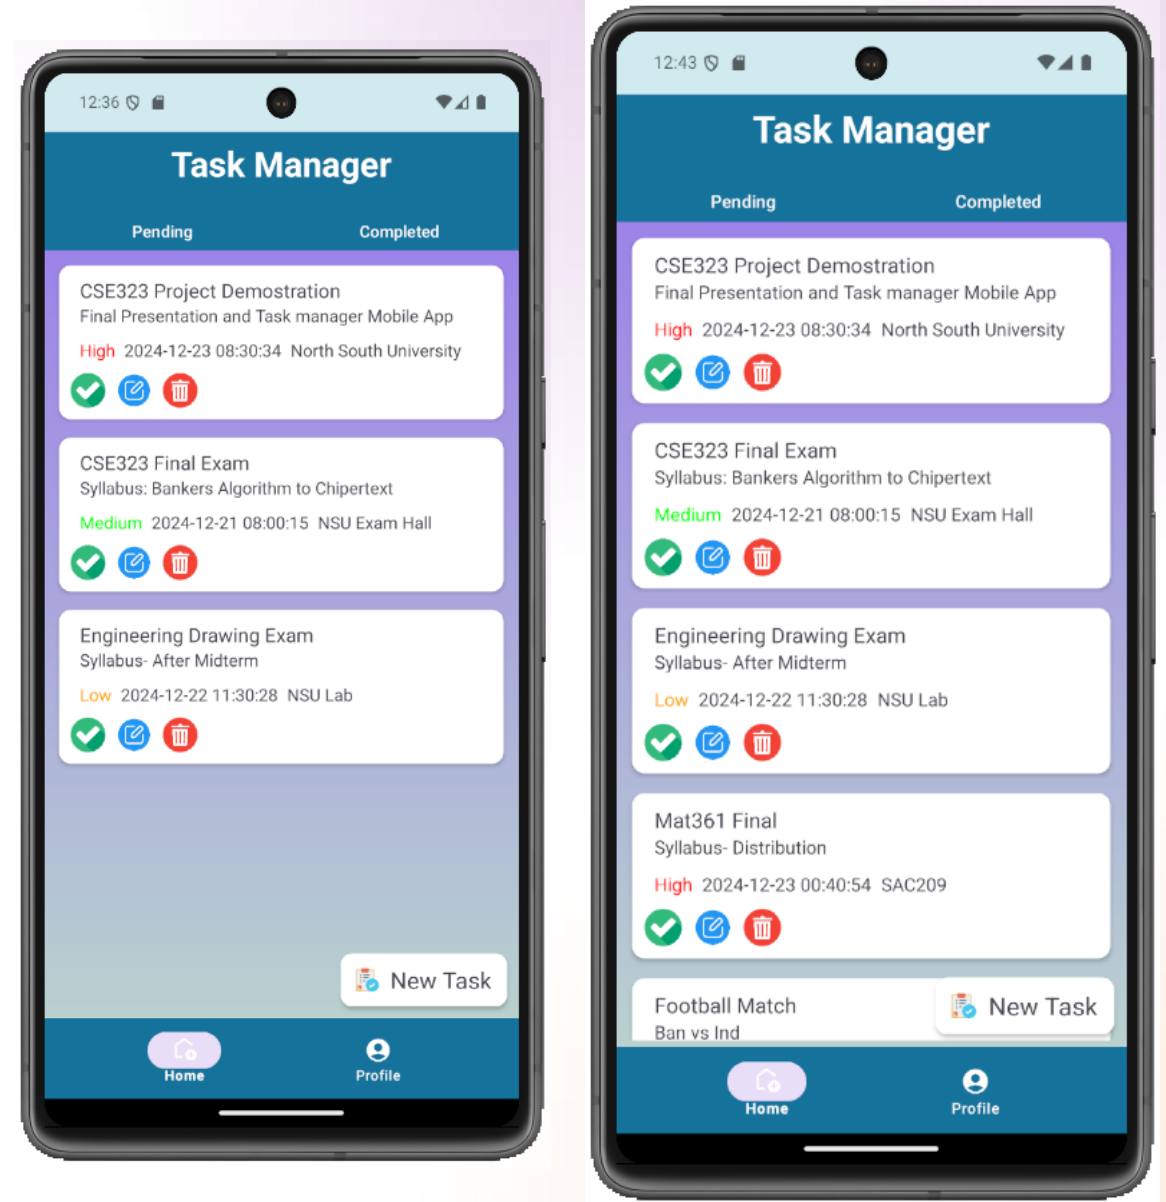 12:36
Task Manager
Pending Completed
CSE323 Project Demostration
Final Presentation and Task manager Mobile App
High 2024-12-23 08:30:34 North South University
CSE323 Final Exam
Syllabus: Bankers Algorithm to Chipertext
Medium 2024-12-21 08:00:15 NSU Exam Hall
Engineering Drawing Exam
Syllabus- After Midterm
Low 2024-12-22 11:30:28 NSU Lab
New Task
Home Profile
12:43
Task Manager
Pending Completed
CSE323 Project Demostration
Final Presentation and Task manager Mobile App
High 2024-12-23 08:30:34 North South University
CSE323 Final Exam
Syllabus: Bankers Algorithm to Chipertext
Medium 2024-12-21 08:00:15 NSU Exam Hall
Engineering Drawing Exam
Syllabus- After Midterm
Low 2024-12-22 11:30:28 NSU Lab
Mat361 Final
Syllabus- Distribution
High 2024-12-23 00:40:54 SAC209
Football Match
Ban vs Ind
New Task
Home Profile